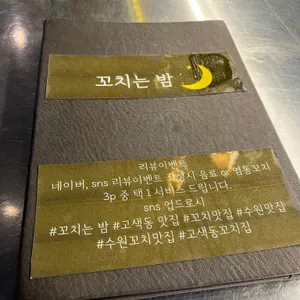 꼬치는 밤
리뷰이벤트
네이버, sns 리뷰이벤트 작성시 음료 or 염통꼬치
3p 중 택 1 서비스 드립니다.
sns 업드로시
#꼬치는 밤 #고색동 맛집 #꼬치맛집 #수원맛집
#수원꼬치맛집 #고색동꼬치집